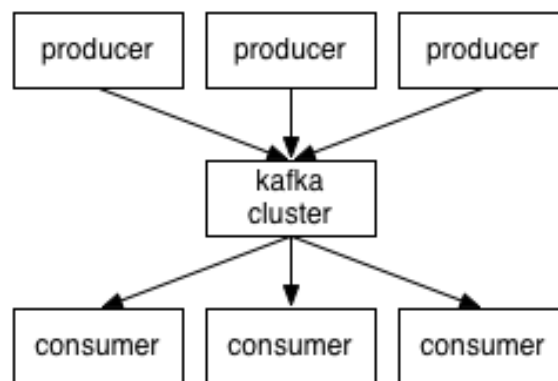 producer
producer
producer
kafka
cluster
consumer
consumer
consumer